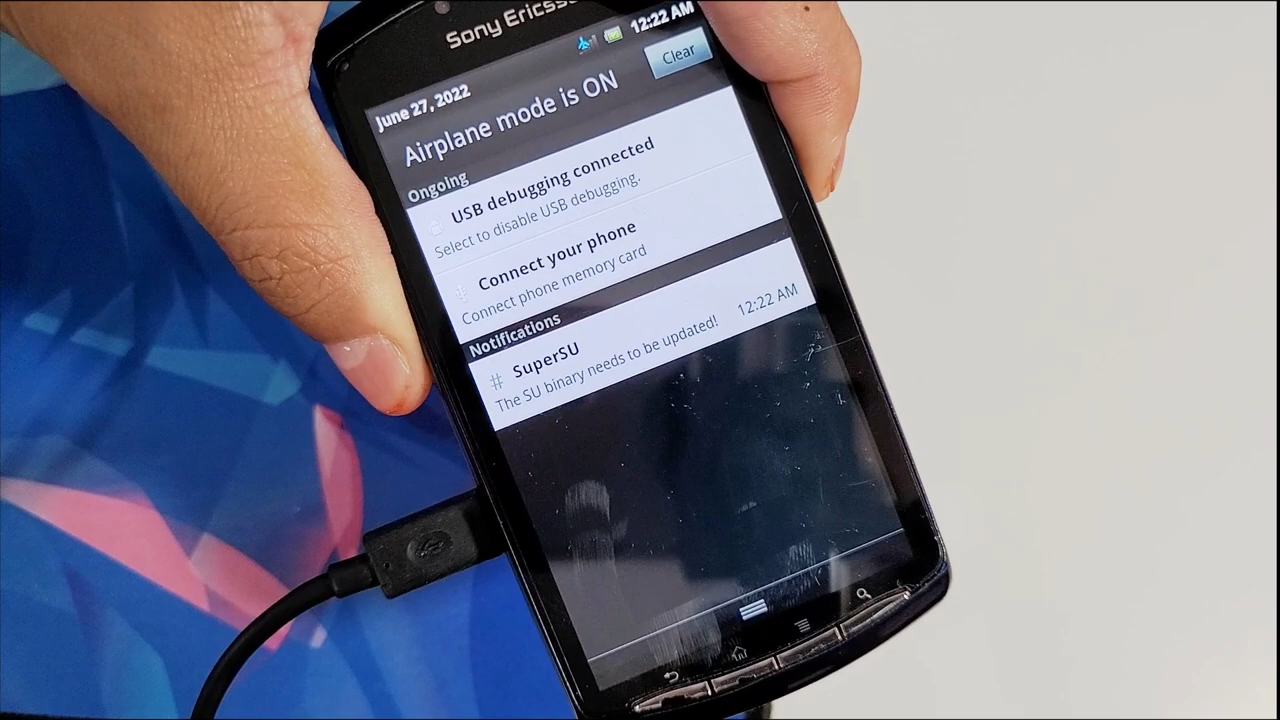 Sony Ericsson
12:22 AM
June 27, 2022
Clear
Airplane mode is ON
Ongoing
USB debugging connected
Select to disable USB debugging.
Connect your phone
Connect phone memory card
Notifications
# SuperSU
The SU binary needs to be updated! 12:22 AM